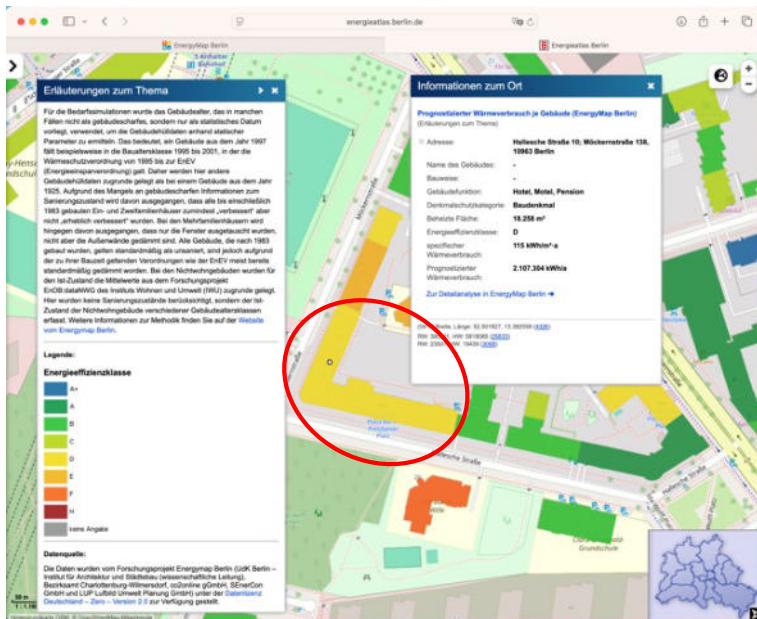 energieatlas.berlin.de
EnergyMap Berlin
Energieatlas Berlin
Erläuterungen zum Thema
Für die Bedarfssimulationen wurde das Gebäudealter, das in manchen
Fällen nicht als gebäudescharfes, sondern nur als statistisches Datum
vorliegt, verwendet, um die Gebäudehülldaten anhand statischer
Parameter zu ermitteln. Das bedeutet, ein Gebäude aus dem Jahr 1997
fällt beispielsweise in die Baualtersklasse 1995 bis 2001, in der die
Wärmeschutzverordnung von 1995 bis zur EnEV
(Energieeinsparverordnung) galt. Daher werden hier andere
Gebäudehülldaten zugrunde gelegt als bei einem Gebäude aus dem Jahr
1925. Aufgrund des Mangels an gebäudescharfen Informationen zum
Sanierungszustand wird davon ausgegangen, dass alle bis einschließlich
1983 gebauten Ein- und Zweifamilienhäuser zumindest „verbessert" aber
nicht „erheblich verbessert" wurden. Bei den Mehrfamilienhäusern wird
hingegen davon ausgegangen, dass nur die Fenster ausgetauscht wurden,
nicht aber die Außenwände gedämmt sind. Alle Gebäude, die nach 1983
gebaut wurden, gelten standardmäßig als unsaniert, sind jedoch aufgrund
der zu ihrer Bauzeit geltenden Verordnungen wie der EnEV meist bereits
standardmäßig gedämmt worden. Bei den Nichtwohngebäuden wurden für
den Ist-Zustand die Mittelwerte aus dem Forschungsprojekt
EnOB:dataNWG des Instituts Wohnen und Umwelt (IWU) zugrunde gelegt.
Hier wurden keine Sanierungszustände berücksichtigt, sondern der Ist-
Zustand der Nichtwohngebäude verschiedener Gebäudealtersklassen
erfasst. Weitere Informationen zur Methodik finden Sie auf der Website
vom Energymap Berlin.
Legende:
Energieeffizienzklasse
A+
A
B
C
D
E
F
H
keine Angabe
Datenquelle:
Die Daten wurden vom Forschungsprojekt Energymap Berlin (UdK Berlin –
Institut für Architektur und Städtebau (wissenschaftliche Leitung),
Bezirksamt Charlottenburg-Wilmersdorf, co2online gGmbH, SEnerCon
GmbH und LUP Luftbild Umwelt Planung GmbH) unter der Datenlizenz
Deutschland – Zero – Version 2.0 zur Verfügung gestellt.
Informationen zum Ort
Prognostizierter Wärmeverbrauch je Gebäude (EnergyMap Berlin)
(Erläuterungen zum Thema)
Adresse: Hallesche Straße 10; Möckernstraße 138,
10963 Berlin
Name des Gebäudes: -
Bauweise: -
Gebäudefunktion: Hotel, Motel, Pension
Denkmalschutzkategorie: Baudenkmal
Beheizte Fläche: 18.258 m²
Energieeffizienzklasse: D
spezifischer 115 kWh/m²·a
Wärmeverbrauch:
Prognostizierter 2.107.304 kWh/a
Wärmeverbrauch:
Zur Detailanalyse in EnergyMap Berlin ➔
Möckernstraße
Hallesche Straße
Grundschule
50 m